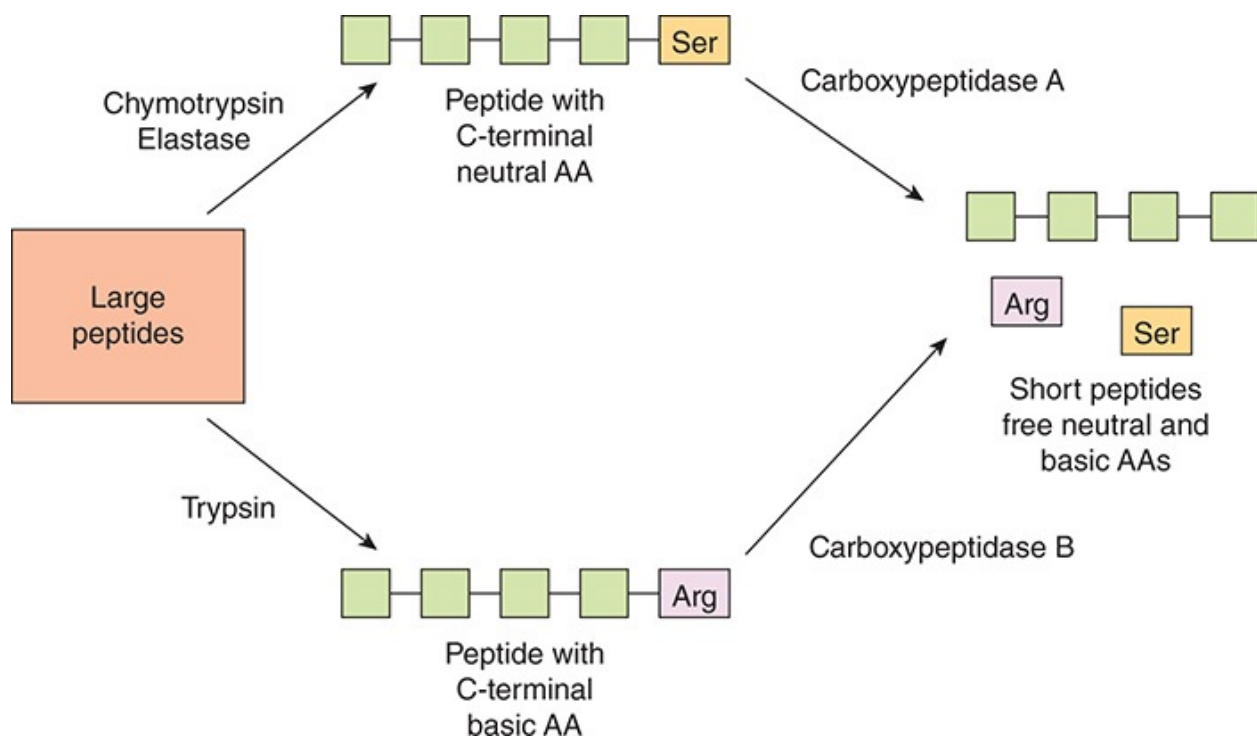 Ser
Chymotrypsin
Elastase
Peptide with
C-terminal
neutral AA
Carboxypeptidase A
Large
peptides
Arg
Ser
Short peptides
free neutral and
basic AAs
Trypsin
Carboxypeptidase B
Arg
Peptide with
C-terminal
basic AA